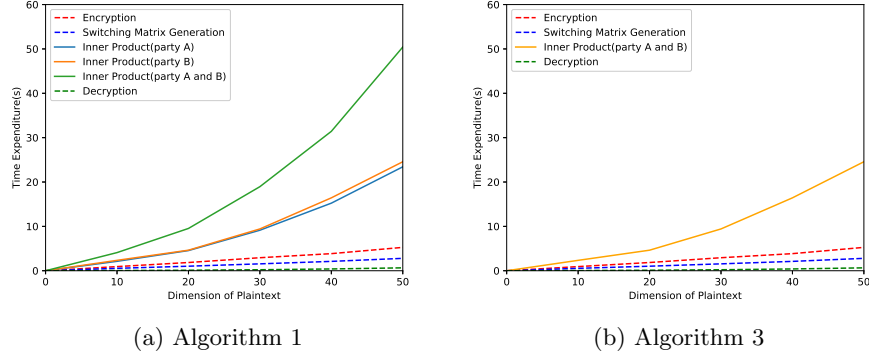 60
50
40
30
20
10
0
Time Expenditure(s)
Encryption
Switching Matrix Generation
Inner Product(party A)
Inner Product(party B)
Inner Product(party A and B)
Decryption
0 10 20 30 40 50
Dimension of Plaintext
(a) Algorithm 1
60
50
40
30
20
10
0
Time Expenditure(s)
Encryption
Switching Matrix Generation
Inner Product(party A and B)
Decryption
0 10 20 30 40 50
Dimension of Plaintext
(b) Algorithm 3